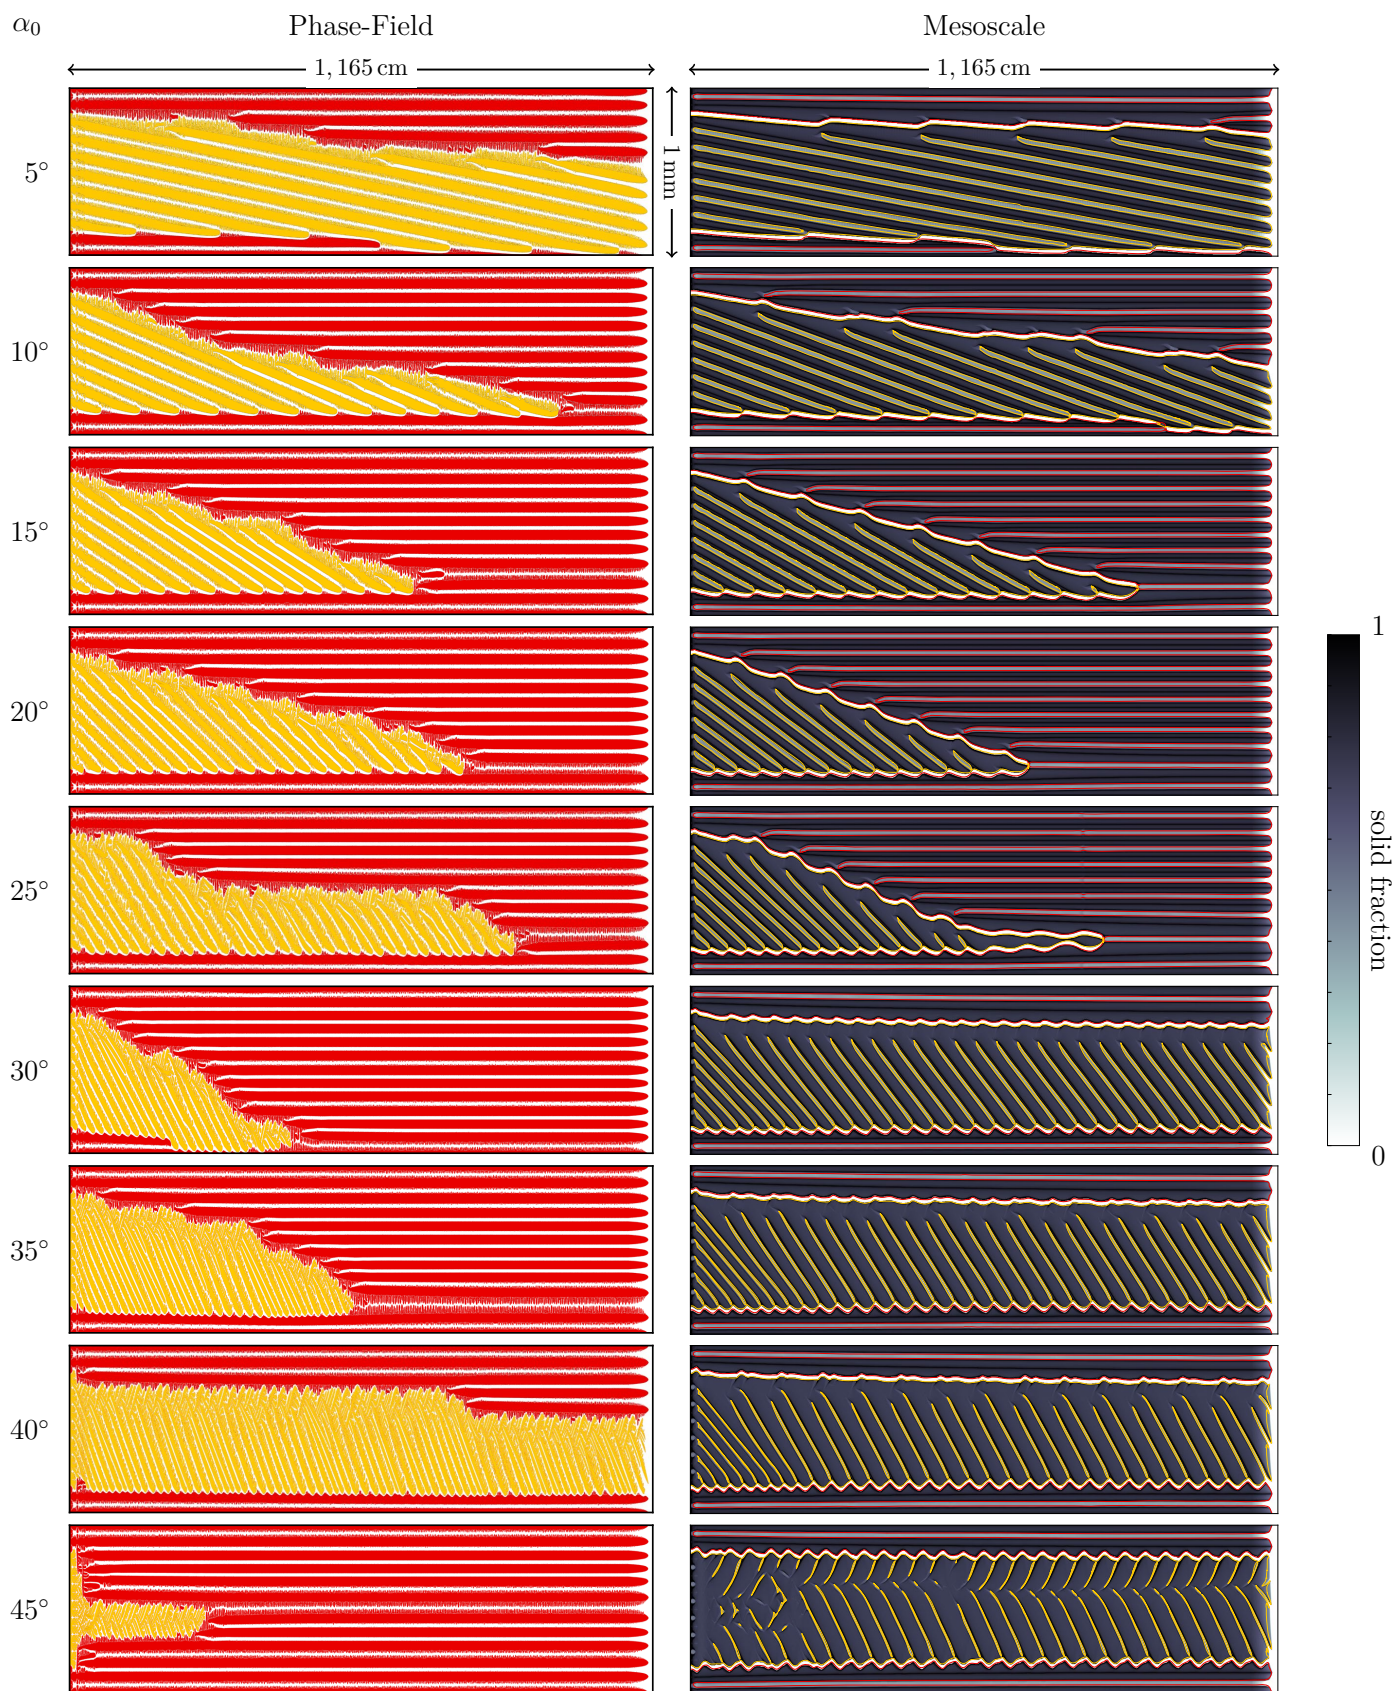 α₀ Phase-Field Mesoscale
1, 165 cm 1, 165 cm
1 mm
5°
10°
15°
20°
1
25°
solid fraction
30°
0
35°
40°
45°